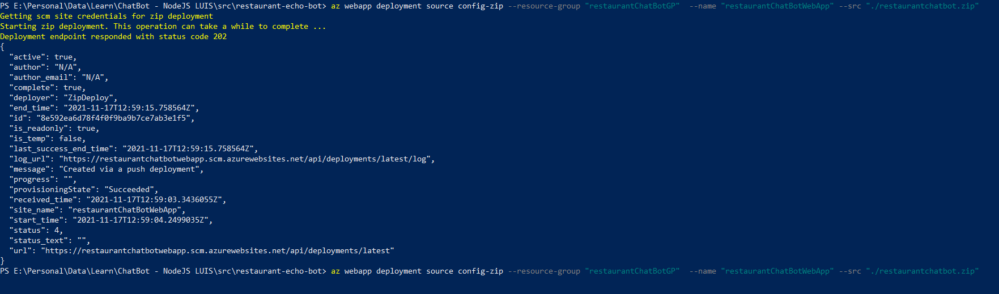 PS E:\Personal\Data\Learn\ChatBot - NodeJS LUIS\src\restaurant-echo-bot> az webapp deployment source config-zip --resource-group "restaurantChatBotGP"  --name "restaurantChatBotWebApp" --src "./restaurantchatbot.zip"
Getting scm site credentials for zip deployment
Starting zip deployment. This operation can take a while to complete ...
Deployment endpoint responded with status code 202
{
  "active": true,
  "author": "N/A",
  "author_email": "N/A",
  "complete": true,
  "deployer": "ZipDeploy",
  "end_time": "2021-11-17T12:59:15.758564Z",
  "id": "8e592ea6d78f4f0f9ba9b7ce7ab3e1f5",
  "is_readonly": true,
  "is_temp": false,
  "last_success_end_time": "2021-11-17T12:59:15.758564Z",
  "log_url": "https://restaurantchatbotwebapp.scm.azurewebsites.net/api/deployments/latest/log",
  "message": "Created via a push deployment",
  "progress": "",
  "provisioningState": "Succeeded",
  "received_time": "2021-11-17T12:59:03.3436055Z",
  "site_name": "restaurantChatBotWebApp",
  "start_time": "2021-11-17T12:59:04.2499035Z",
  "status": 4,
  "status_text": "",
  "url": "https://restaurantchatbotwebapp.scm.azurewebsites.net/api/deployments/latest"
}
PS E:\Personal\Data\Learn\ChatBot - NodeJS LUIS\src\restaurant-echo-bot> az webapp deployment source config-zip --resource-group "restaurantChatBotGP"  --name "restaurantChatBotWebApp" --src "./restaurantchatbot.zip"